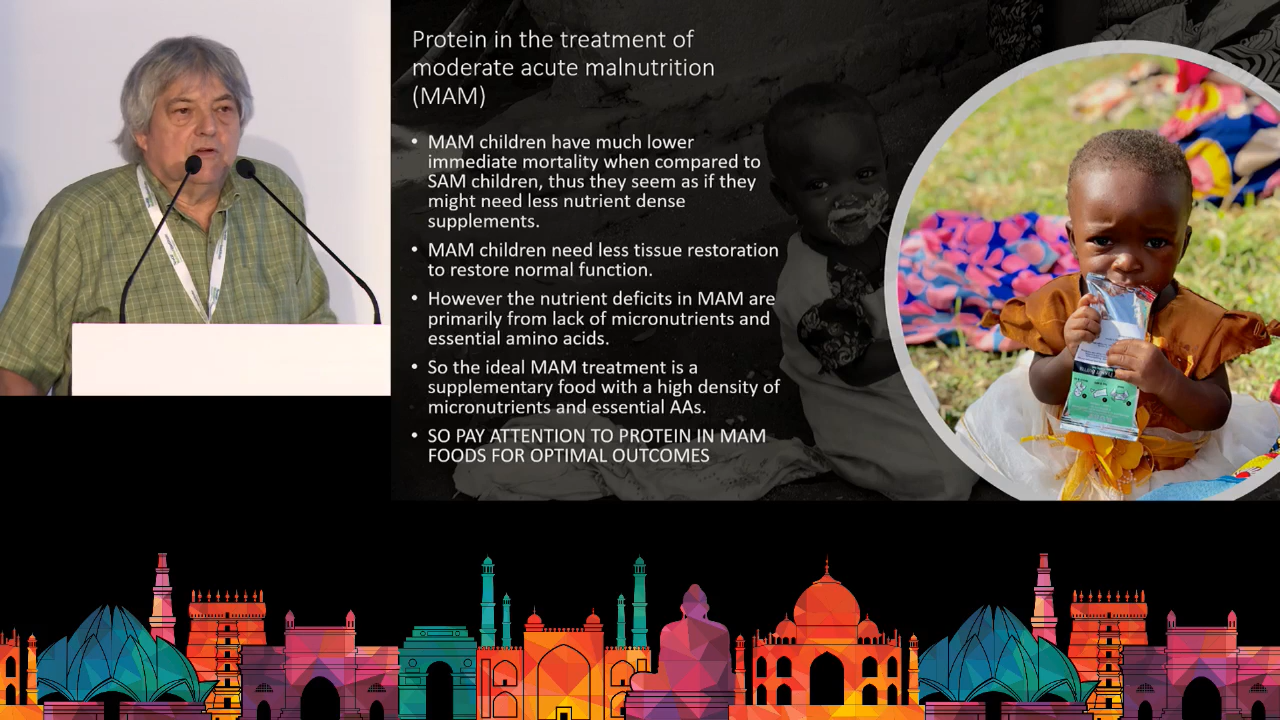 Protein in the treatment of
moderate acute malnutrition
(MAM)
• MAM children have much lower
immediate mortality when compared to
SAM children, thus they seem as if they
might need less nutrient dense
supplements.
• MAM children need less tissue restoration
to restore normal function.
• However the nutrient deficits in MAM are
primarily from lack of micronutrients and
essential amino acids.
• So the ideal MAM treatment is a
supplementary food with a high density of
micronutrients and essential AAs.
• SO PAY ATTENTION TO PROTEIN IN MAM
FOODS FOR OPTIMAL OUTCOMES